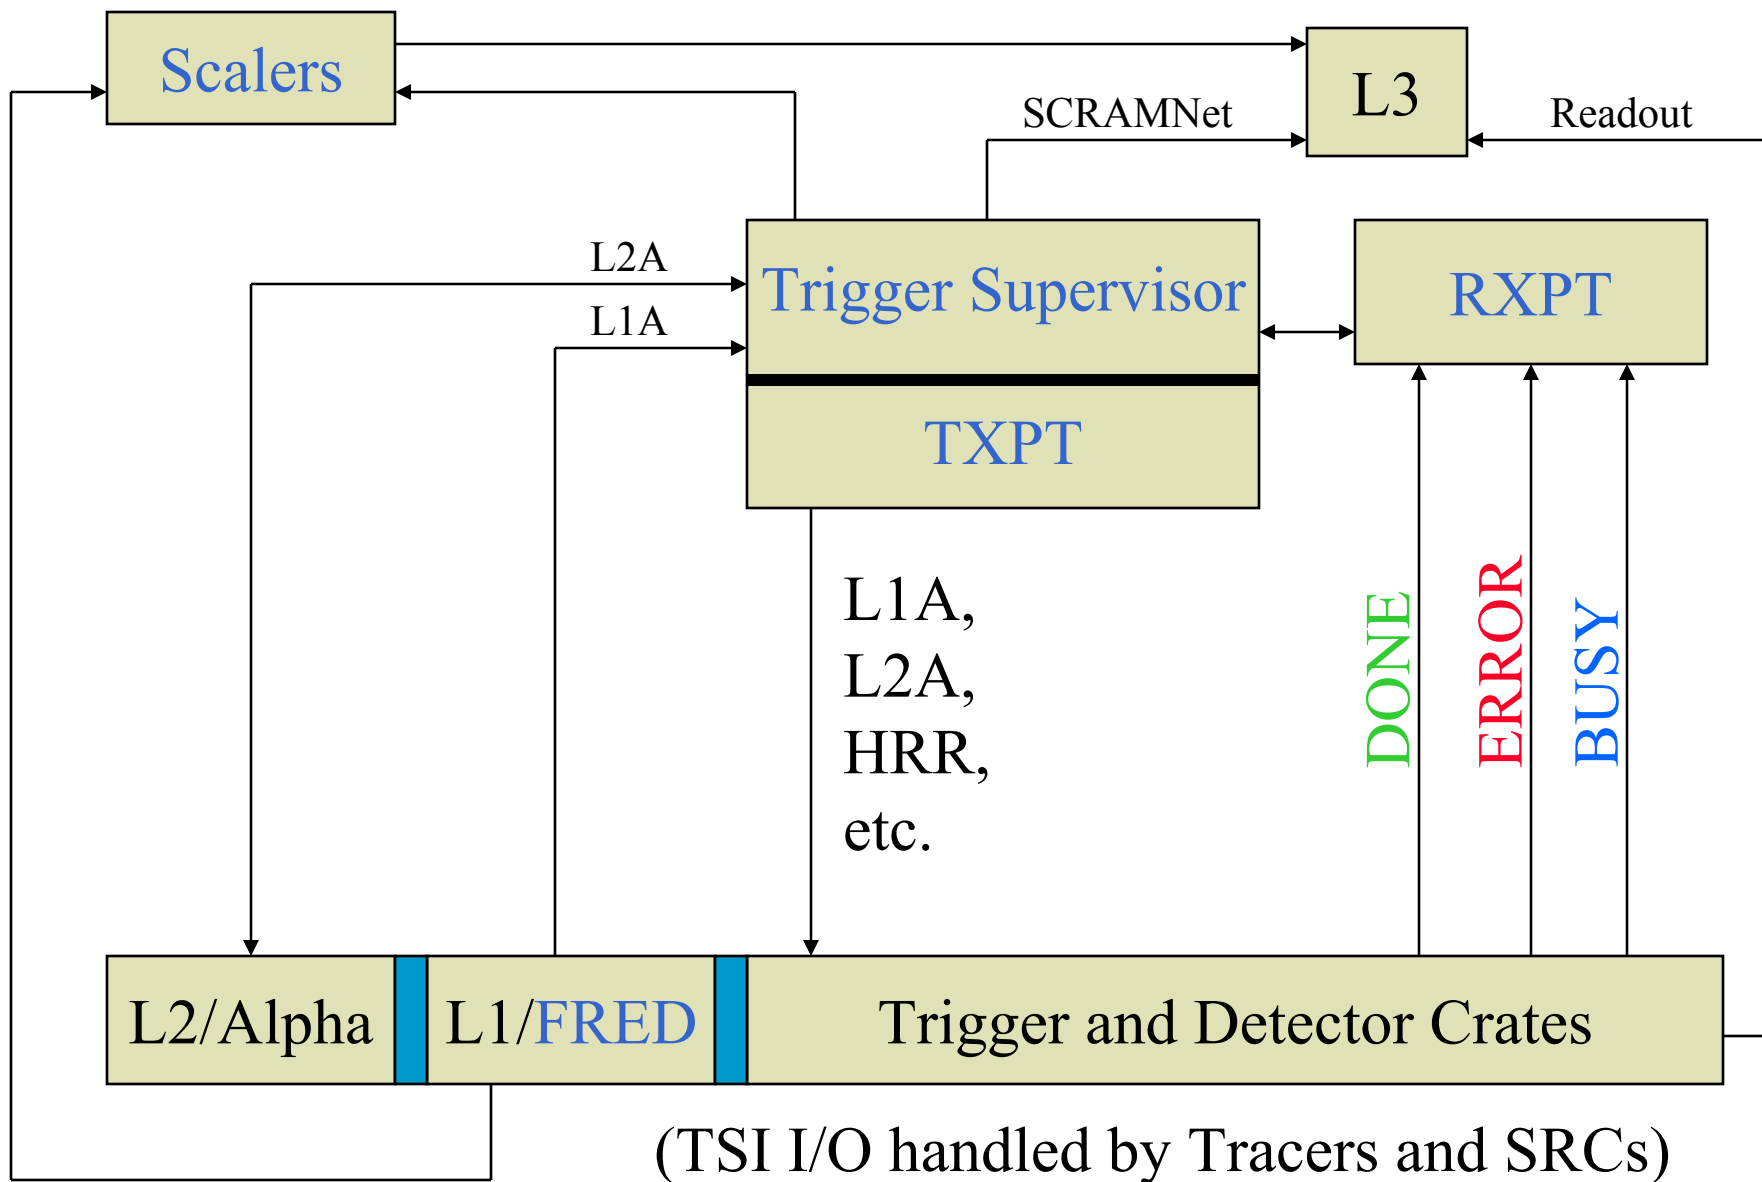 Scalers
L3
SCRAMNet
Readout
L2A
Trigger Supervisor
RXPT
L1A
TXPT
L1A,
L2A,
HRR,
etc.
DONE
ERROR
BUSY
L2/Alpha
L1/FRED
Trigger and Detector Crates
(TSI I/O handled by Tracers and SRCs)